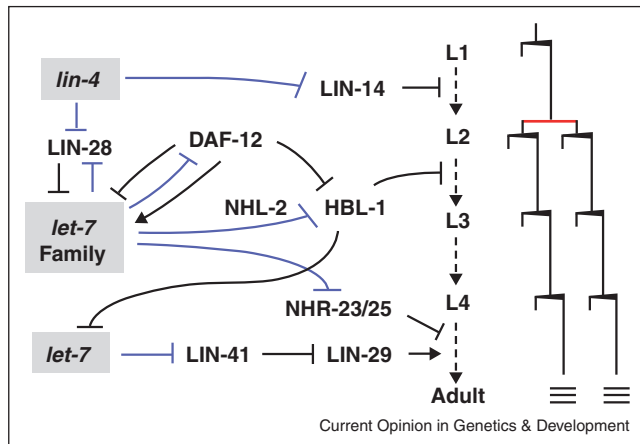 L1
lin-4
LIN-14
L2
LIN-28
DAF-12
NHL-2
HBL-1
let-7
Family
L3
NHR-23/25
L4
let-7
LIN-41
LIN-29
Adult
Current Opinion in Genetics & Development